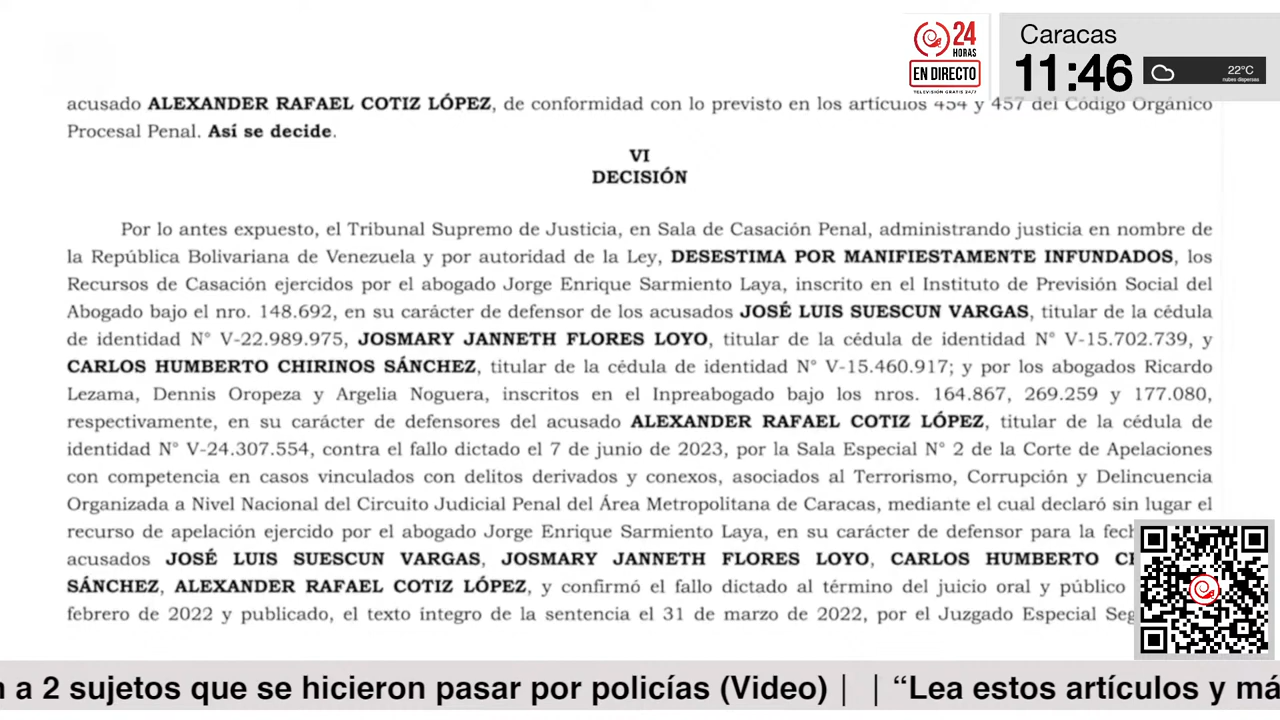 24
HORAS
EN DIRECTO
TELEVISIÓN GRATIS 24/7
Caracas
11:46
22°C
nubes dispersas
acusado ALEXANDER RAFAEL COTIZ LÓPEZ, de conformidad con lo previsto en los artículos 454 y 457 del Código Orgánico
Procesal Penal. Así se decide.
VI
DECISIÓN
Por lo antes expuesto, el Tribunal Supremo de Justicia, en Sala de Casación Penal, administrando justicia en nombre de
la República Bolivariana de Venezuela y por autoridad de la Ley, DESESTIMA POR MANIFIESTAMENTE INFUNDADOS, los
Recursos de Casación ejercidos por el abogado Jorge Enrique Sarmiento Laya, inscrito en el Instituto de Previsión Social del
Abogado bajo el nro. 148.692, en su carácter de defensor de los acusados JOSÉ LUIS SUESCUN VARGAS, titular de la cédula
de identidad N° V-22.989.975, JOSMARY JANNETH FLORES LOYO, titular de la cédula de identidad N° V-15.702.739, y
CARLOS HUMBERTO CHIRINOS SÁNCHEZ, titular de la cédula de identidad N° V-15.460.917; y por los abogados Ricardo
Lezama, Dennis Oropeza y Argelia Noguera, inscritos en el Inpreabogado bajo los nros. 164.867, 269.259 y 177.080,
respectivamente, en su carácter de defensores del acusado ALEXANDER RAFAEL COTIZ LÓPEZ, titular de la cédula de
identidad N° V-24.307.554, contra el fallo dictado el 7 de junio de 2023, por la Sala Especial N° 2 de la Corte de Apelaciones
con competencia en casos vinculados con delitos derivados y conexos, asociados al Terrorismo, Corrupción y Delincuencia
Organizada a Nivel Nacional del Circuito Judicial Penal del Área Metropolitana de Caracas, mediante el cual declaró sin lugar el
recurso de apelación ejercido por el abogado Jorge Enrique Sarmiento Laya, en su carácter de defensor para la fech
acusados JOSÉ LUIS SUESCUN VARGAS, JOSMARY JANNETH FLORES LOYO, CARLOS HUMBERTO
SÁNCHEZ, ALEXANDER RAFAEL COTIZ LÓPEZ, y confirmó el fallo dictado al término del juicio oral y público
febrero de 2022 y publicado, el texto íntegro de la sentencia el 31 de marzo de 2022, por el Juzgado Especial Seg
n a 2 sujetos que se hicieron pasar por policías (Video) | | “Lea estos artículos y má